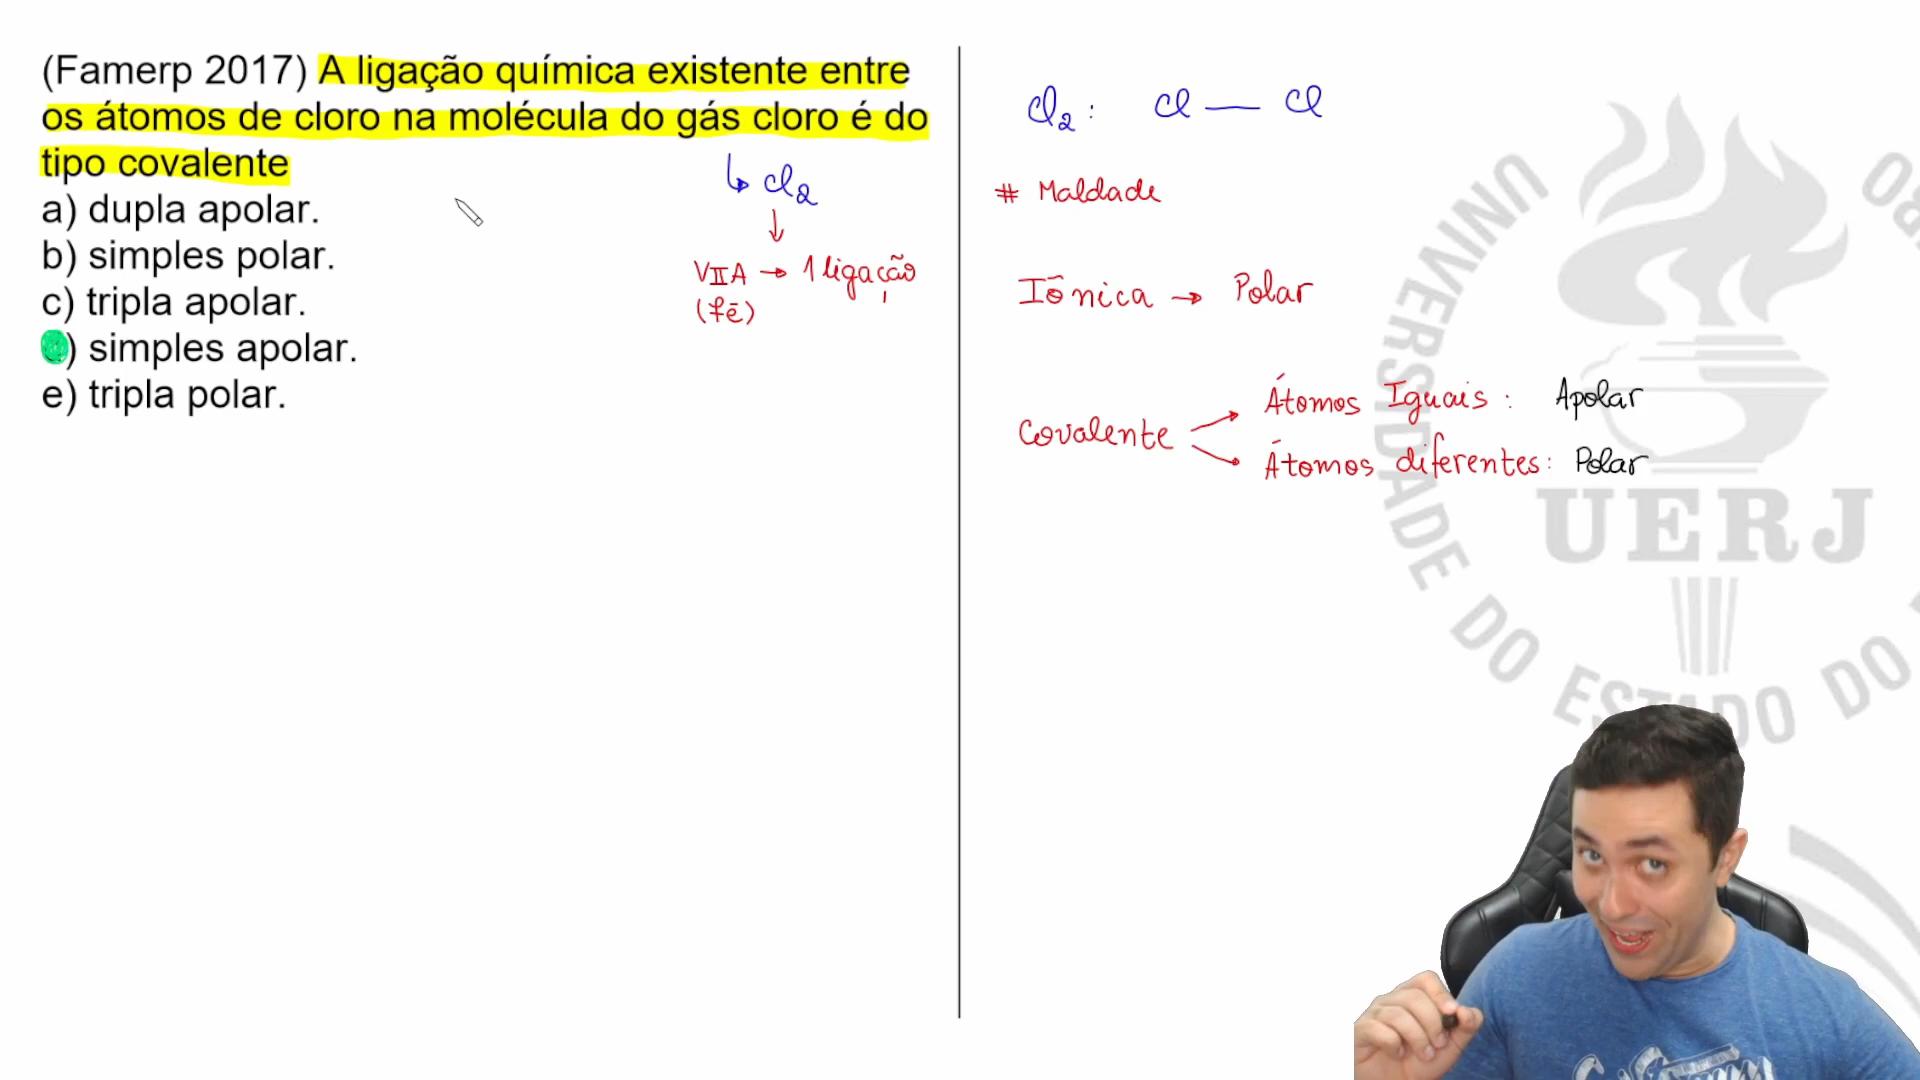 (Famerp 2017) A ligação química existente entre
os átomos de cloro na molécula do gás cloro é do
tipo covalente
a) dupla apolar.
b) simples polar.
c) tripla apolar.
) simples apolar.
e) tripla polar.
↳ Cl₂
↓
VIIA → 1 ligação
(7ē)
Cl₂: Cl — Cl
# Maldade
Iônica → Polar
Covalente
Átomos Iguais: Apolar
Átomos diferentes: Polar
UERJ
UNIVERSIDADE DO ESTADO DO
RO